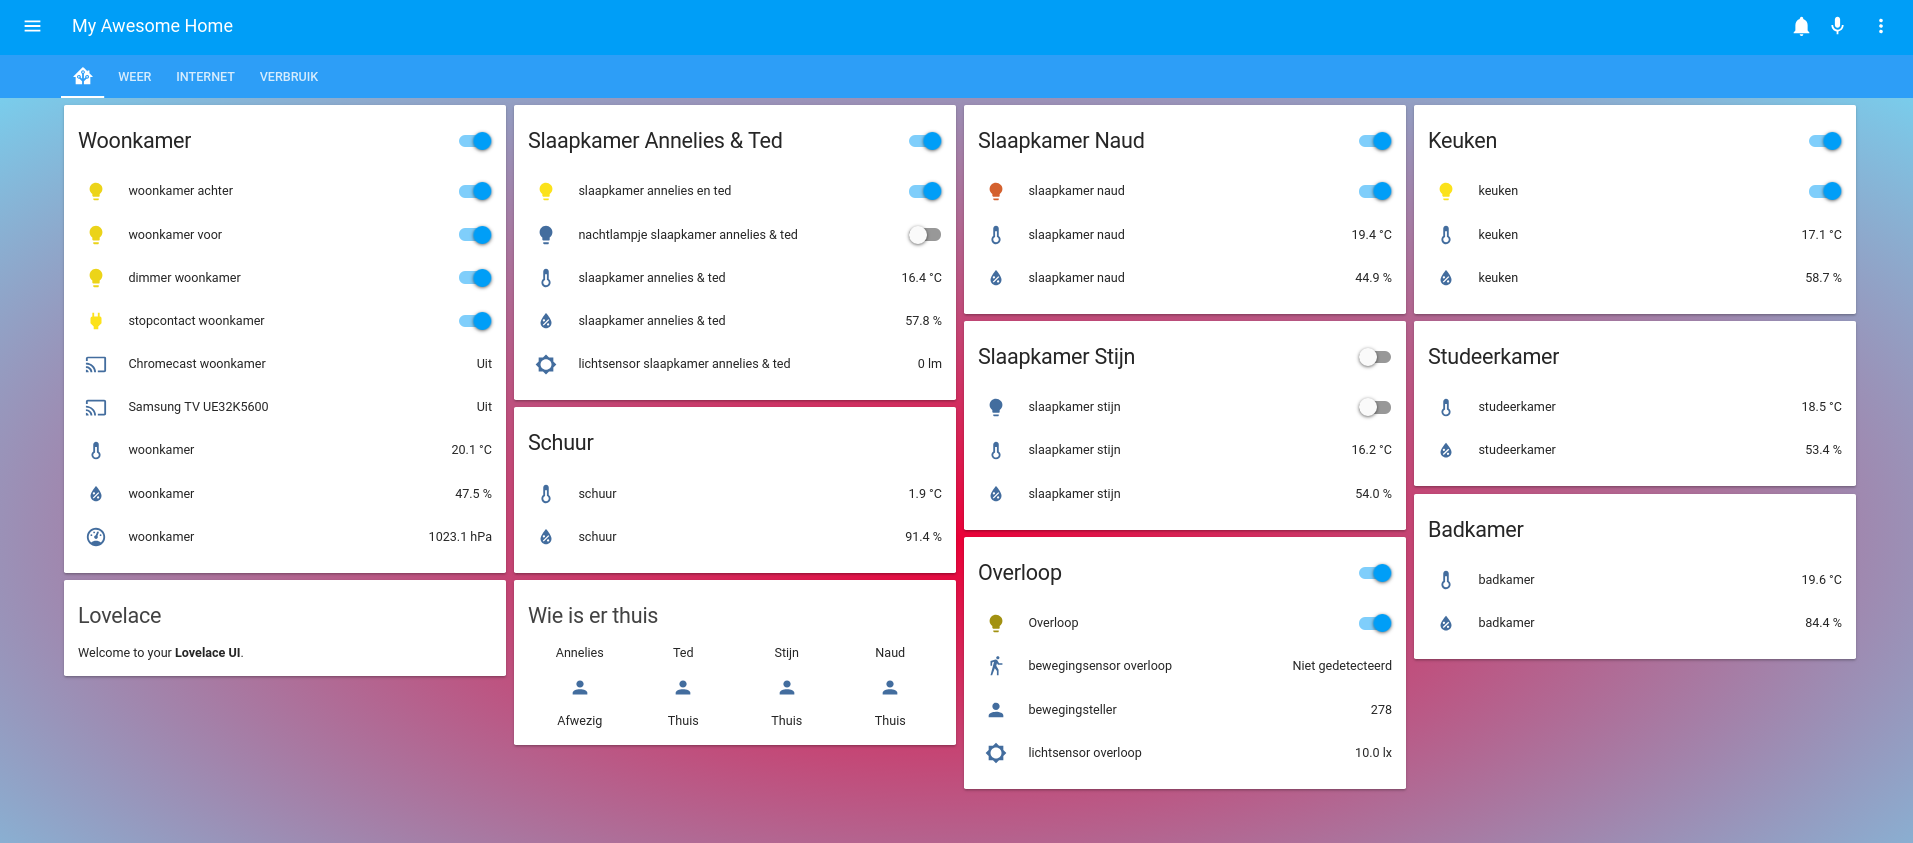 My Awesome Home
WEER INTERNET VERBRUIK
Woonkamer
woonkamer achter
woonkamer voor
dimmer woonkamer
stopcontact woonkamer
Chromecast woonkamer Uit
Samsung TV UE32K5600 Uit
woonkamer 20.1 °C
woonkamer 47.5 %
woonkamer 1023.1 hPa
Lovelace
Welcome to your Lovelace UI.
Slaapkamer Annelies & Ted
slaapkamer annelies en ted
nachtlampje slaapkamer annelies & ted
slaapkamer annelies & ted 16.4 °C
slaapkamer annelies & ted 57.8 %
lichtsensor slaapkamer annelies & ted 0 lm
Schuur
schuur 1.9 °C
schuur 91.4 %
Wie is er thuis
Annelies Ted Stijn Naud
Afwezig Thuis Thuis Thuis
Slaapkamer Naud
slaapkamer naud
slaapkamer naud 19.4 °C
slaapkamer naud 44.9 %
Slaapkamer Stijn
slaapkamer stijn
slaapkamer stijn 16.2 °C
slaapkamer stijn 54.0 %
Overloop
Overloop
bewegingsensor overloop Niet gedetecteerd
bewegingsteller 278
lichtsensor overloop 10.0 lx
Keuken
keuken
keuken 17.1 °C
keuken 58.7 %
Studeerkamer
studeerkamer 18.5 °C
studeerkamer 53.4 %
Badkamer
badkamer 19.6 °C
badkamer 84.4 %